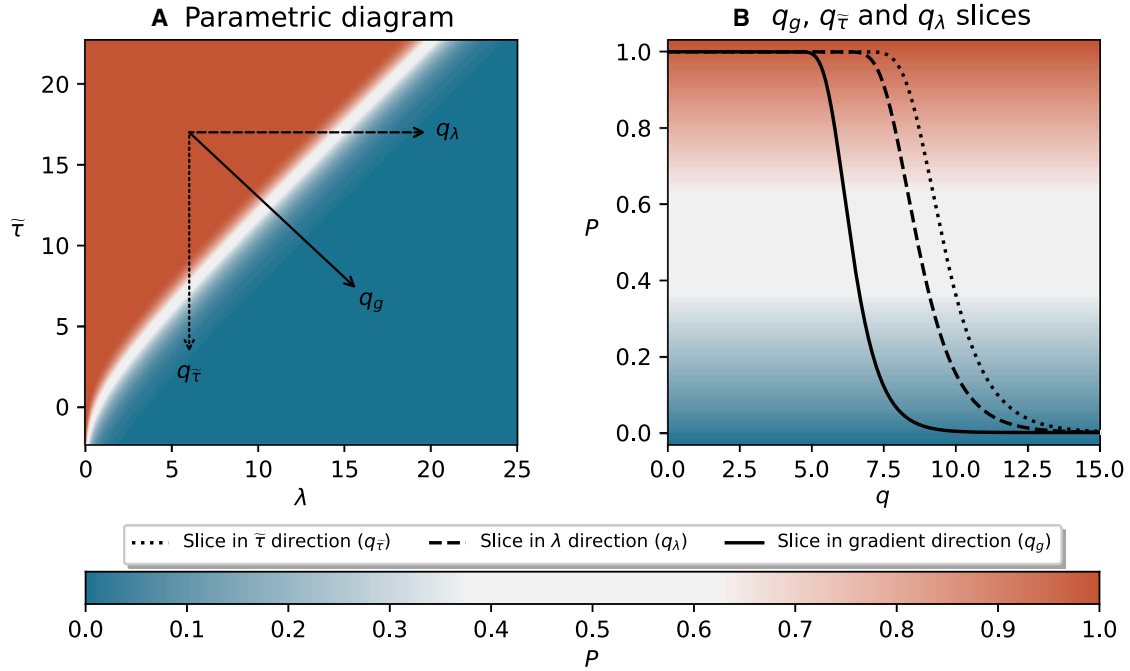 A Parametric diagram
20
15
10
5
0
τ̃
q_λ
q_g
q_τ̃
0 5 10 15 20 25
λ
B q_g, q_τ̃ and q_λ slices
1.0
0.8
0.6
0.4
0.2
0.0
P
0.0 2.5 5.0 7.5 10.0 12.5 15.0
q
Slice in τ̃ direction (q_τ̃) Slice in λ direction (q_λ) Slice in gradient direction (q_g)
0.0 0.1 0.2 0.3 0.4 0.5 0.6 0.7 0.8 0.9 1.0
P